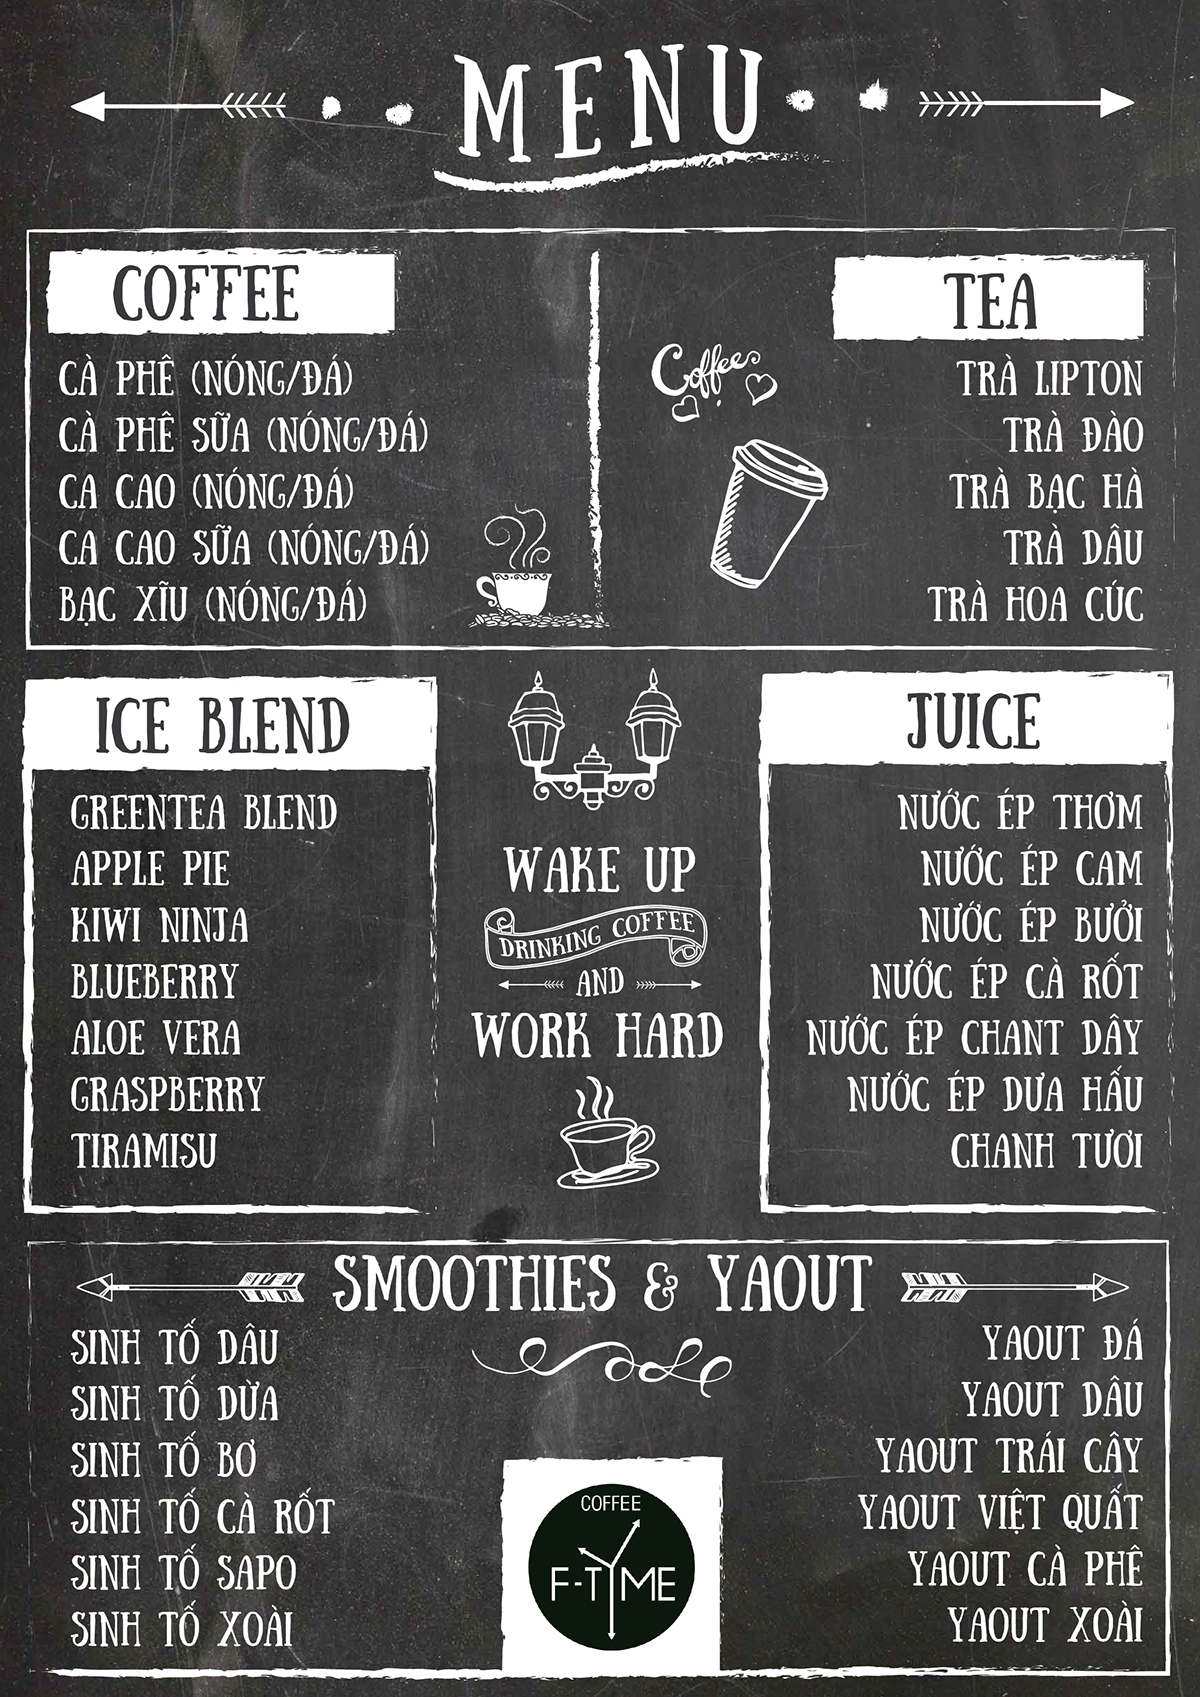 MENU
COFFEE
CÀ PHÊ (NÓNG/ĐÁ)
CÀ PHÊ SỮA (NÓNG/ĐÁ)
CA CAO (NÓNG/ĐÁ)
CA CAO SỮA (NÓNG/ĐÁ)
BẠC XĨU (NÓNG/ĐÁ)
Coffee
TEA
TRÀ LIPTON
TRÀ ĐÀO
TRÀ BẠC HÀ
TRÀ DÂU
TRÀ HOA CÚC
ICE BLEND
GREENTEA BLEND
APPLE PIE
KIWI NINJA
BLUEBERRY
ALOE VERA
GRASPBERRY
TIRAMISU
WAKE UP
DRINKING COFFEE
AND
WORK HARD
JUICE
NƯỚC ÉP THƠM
NƯỚC ÉP CAM
NƯỚC ÉP BƯỞI
NƯỚC ÉP CÀ RỐT
NƯỚC ÉP CHANT DÂY
NƯỚC ÉP DƯA HẤU
CHANH TƯƠI
SMOOTHIES & YAOUT
SINH TỐ DÂU
SINH TỐ DỪA
SINH TỐ BƠ
SINH TỐ CÀ RỐT
SINH TỐ SAPO
SINH TỐ XOÀI
YAOUT ĐÁ
YAOUT DÂU
YAOUT TRÁI CÂY
YAOUT VIỆT QUẤT
YAOUT CÀ PHÊ
YAOUT XOÀI
COFFEE
F-TYME